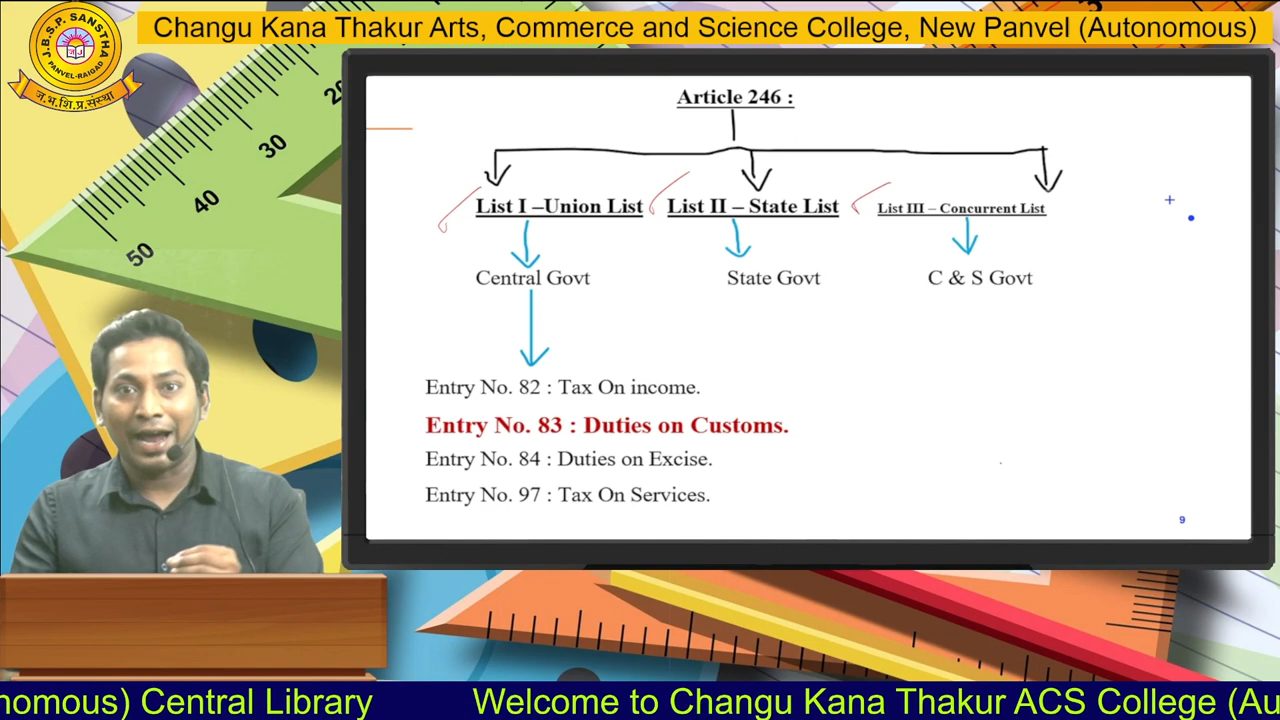 Changu Kana Thakur Arts, Commerce and Science College, New Panvel (Autonomous)
J.B.S.P. SANSTHA
PANVEL-RAIGAD
ज.भ.शि.प्र.संस्था
30
40
50
Article 246 :
List I –Union List
List II – State List
List III – Concurrent List
Central Govt
State Govt
C & S Govt
Entry No. 82 : Tax On income.
Entry No. 83 : Duties on Customs.
Entry No. 84 : Duties on Excise.
Entry No. 97 : Tax On Services.
9
nomous) Central Library
Welcome to Changu Kana Thakur ACS College (Au